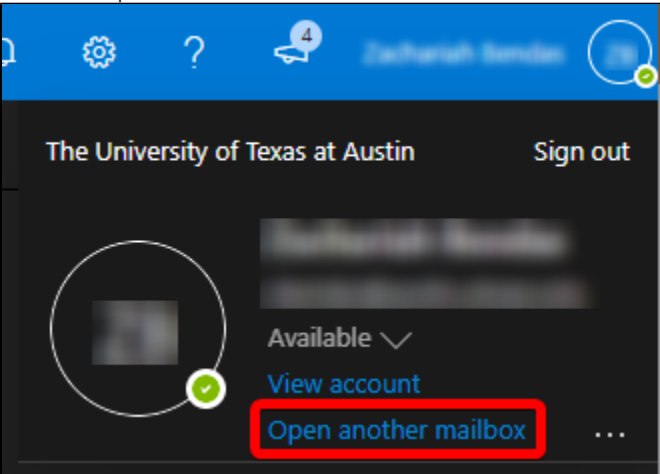 ? 4
The University of Texas at Austin Sign out
Available
View account
Open another mailbox ...